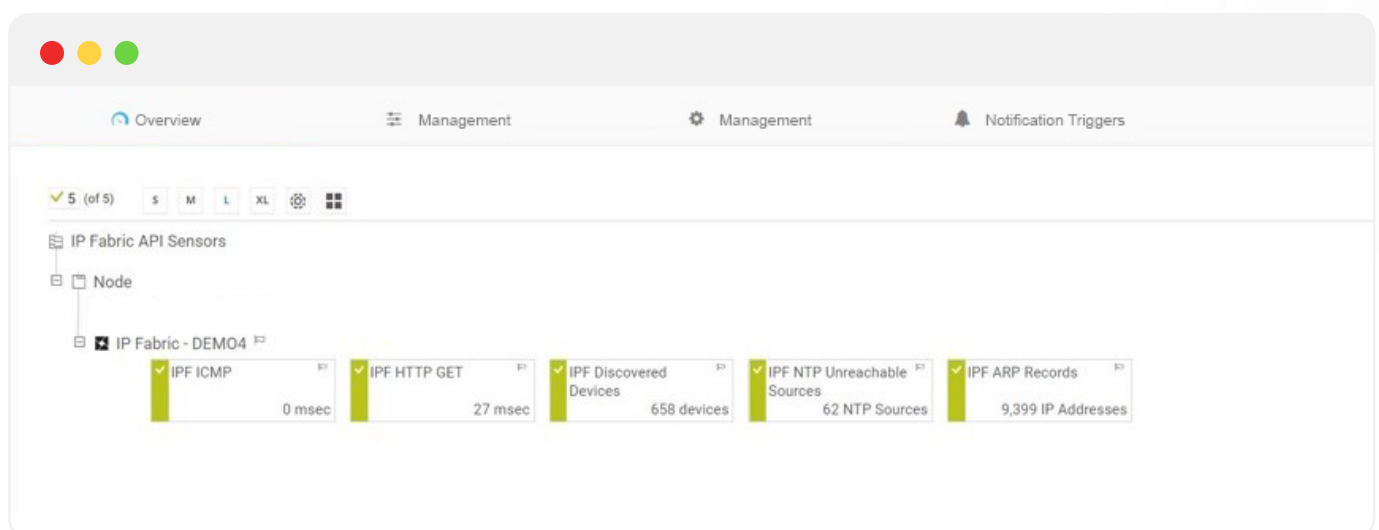 Overview Management Management Notification Triggers
5 (of 5) S M L XL
IP Fabric API Sensors
Node
IP Fabric - DEMO4
IPF ICMP
0 msec
IPF HTTP GET
27 msec
IPF Discovered
Devices
658 devices
IPF NTP Unreachable
Sources
62 NTP Sources
IPF ARP Records
9,399 IP Addresses